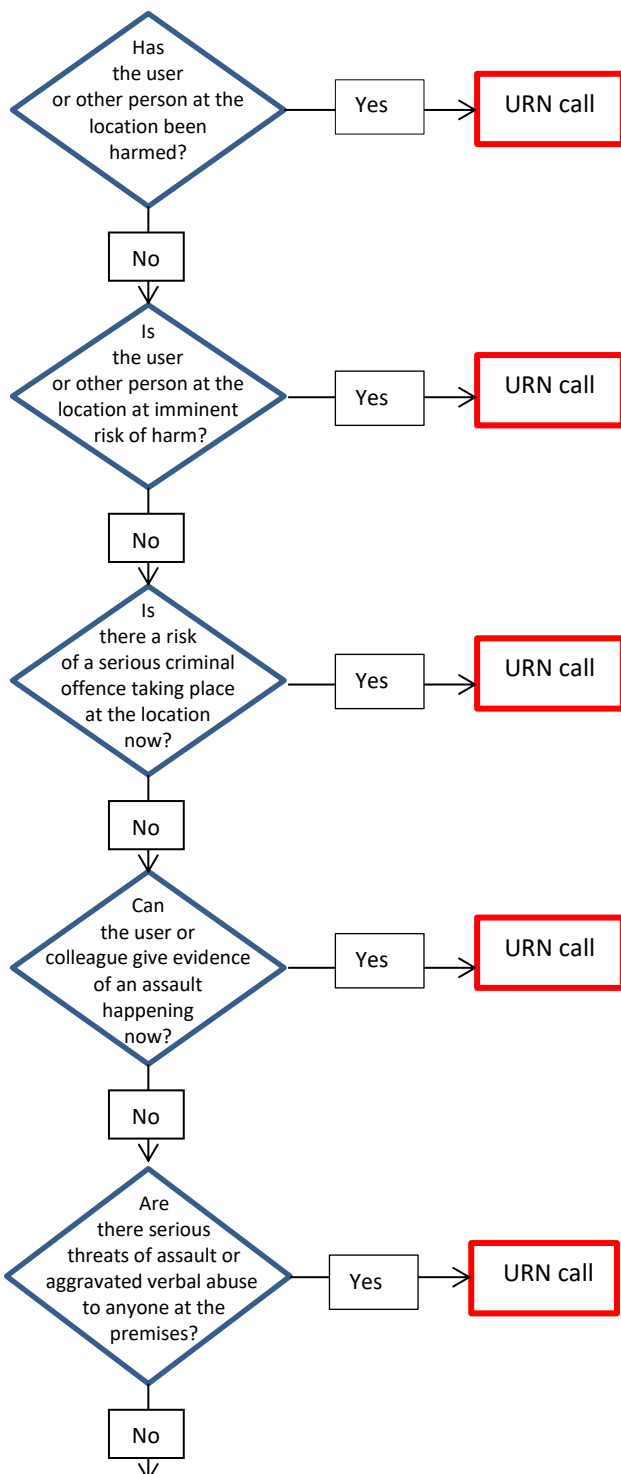 Has
the user
or other person at the
location been
harmed?
Yes
URN call
No
Is
the user
or other person at the
location at imminent
risk of harm?
Yes
URN call
No
Is
there a risk
of a serious criminal
offence taking place
at the location
now?
Yes
URN call
No
Can
the user or
colleague give evidence
of an assault
happening
now?
Yes
URN call
No
Are
there serious
threats of assault or
aggravated verbal abuse
to anyone at the
premises?
Yes
URN call
No